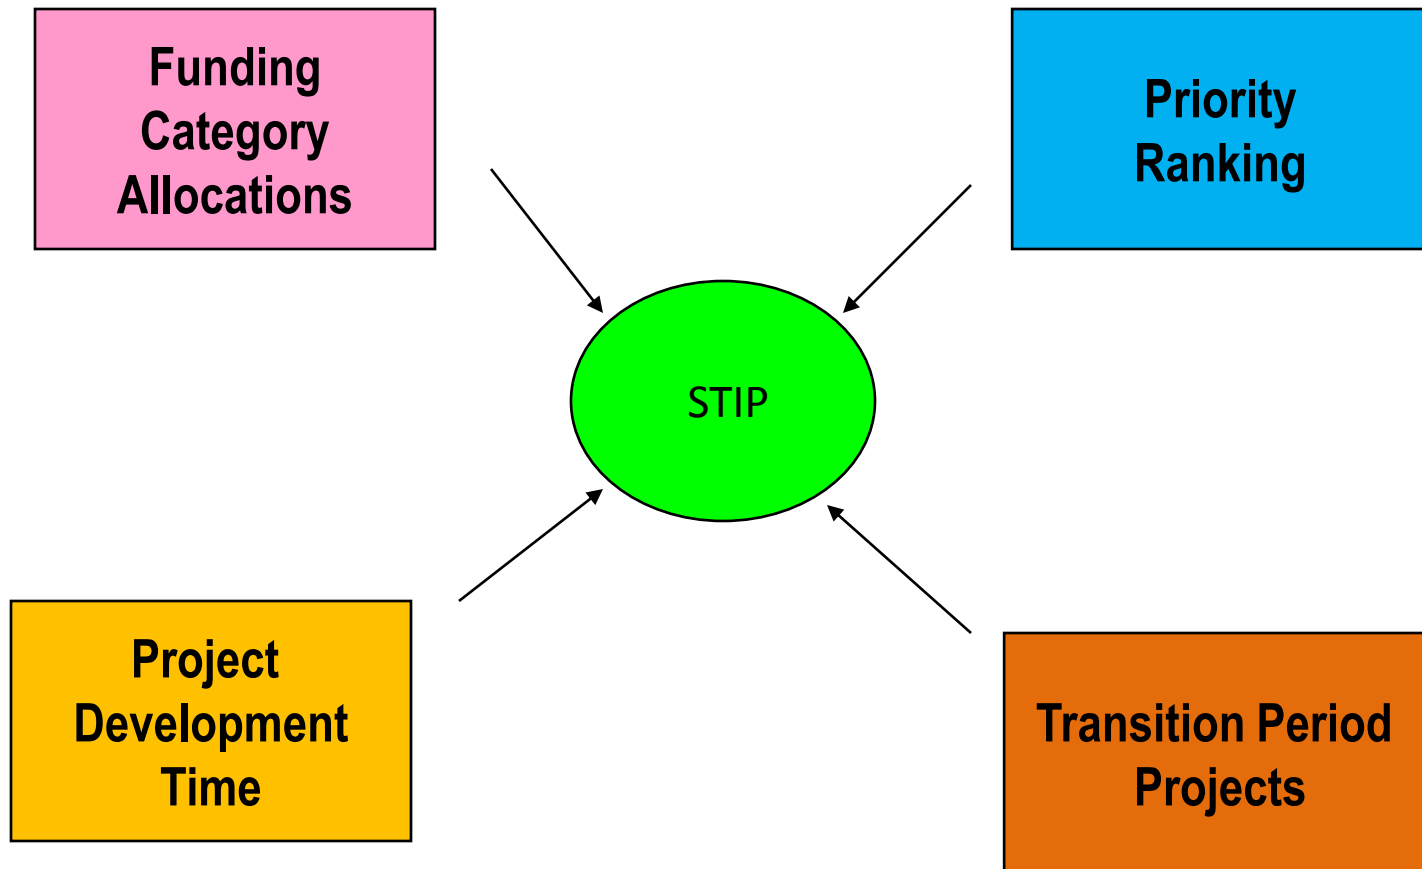 Funding
Category
Allocations
Priority
Ranking
STIP
Project
Development
Time
Transition Period
Projects